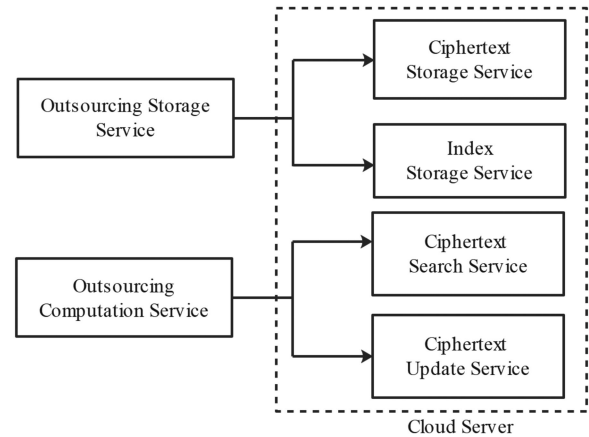 Ciphertext
Storage Service
Outsourcing Storage
Service
Index
Storage Service
Ciphertext
Search Service
Outsourcing
Computation Service
Ciphertext
Update Service
Cloud Server